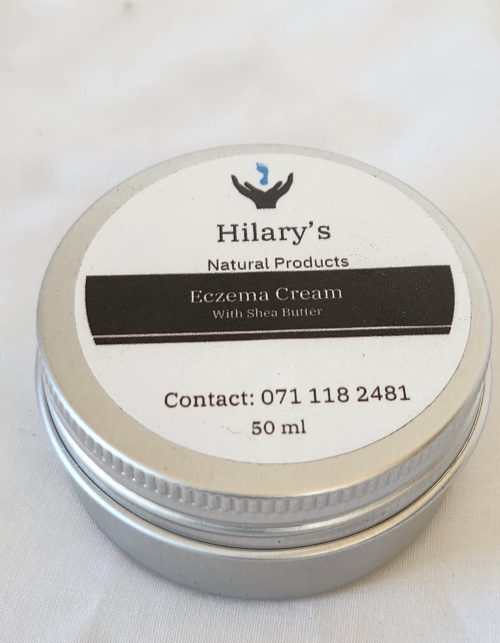 Hilary's
Natural Products
Eczema Cream
With Shea Butter
Contact: 071 118 2481
50 ml